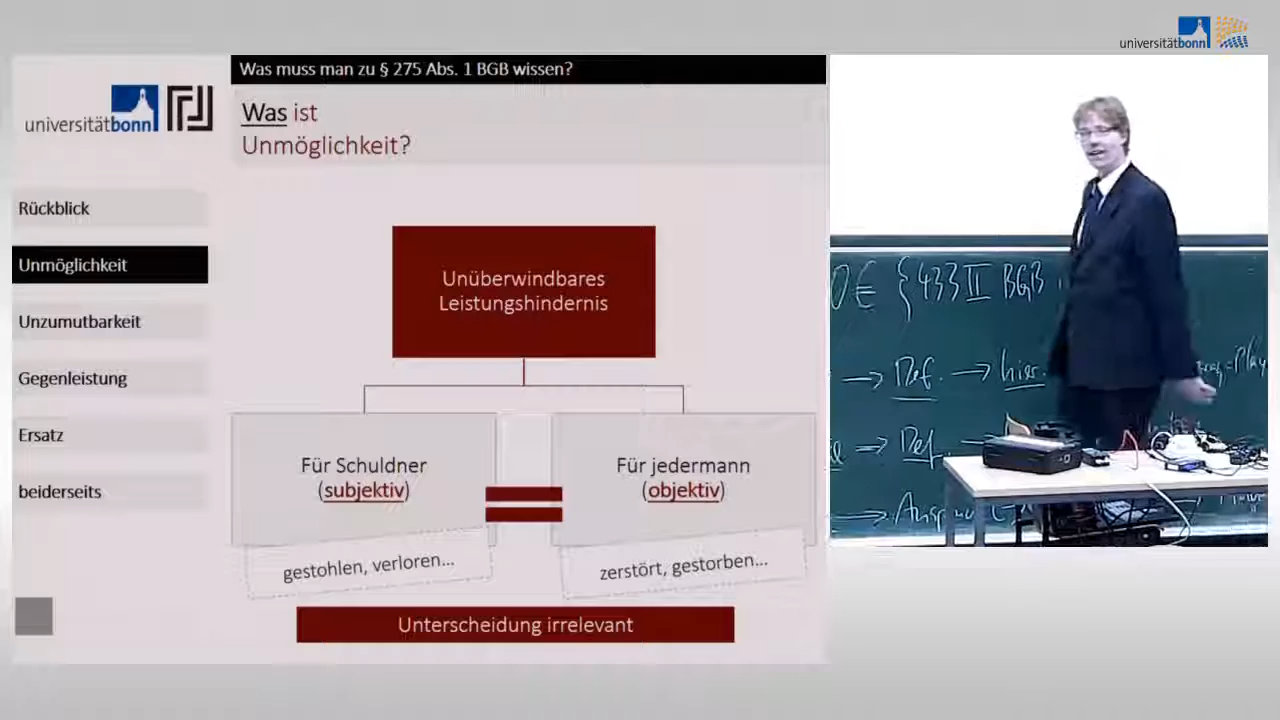 universitätbonn
Was muss man zu § 275 Abs. 1 BGB wissen?
universitätbonn
Was ist
Unmöglichkeit?
Rückblick
Unmöglichkeit
Unzumutbarkeit
Gegenleistung
Ersatz
beiderseits
Unüberwindbares
Leistungshindernis
Für Schuldner
(subjektiv)
Für jedermann
(objektiv)
gestohlen, verloren...
zerstört, gestorben...
Unterscheidung irrelevant
0 € § 433 II BGB
→ Def. → hier.
→ Def. →